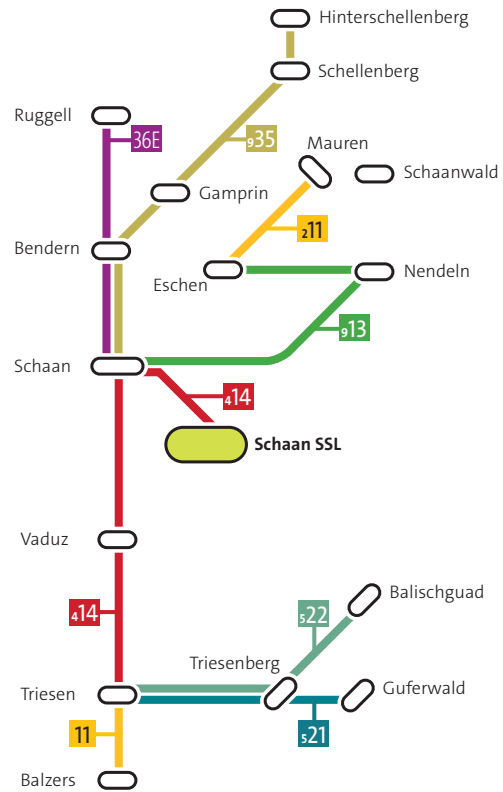 Hinterschellenberg
Schellenberg
Ruggell
36E
935
Mauren
Schaanwald
Gamprin
211
Bendern
Eschen
Nendeln
913
Schaan
414
Schaan SSL
Vaduz
Balischguad
522
414
Triesenberg
Guferwald
Triesen
11
521
Balzers